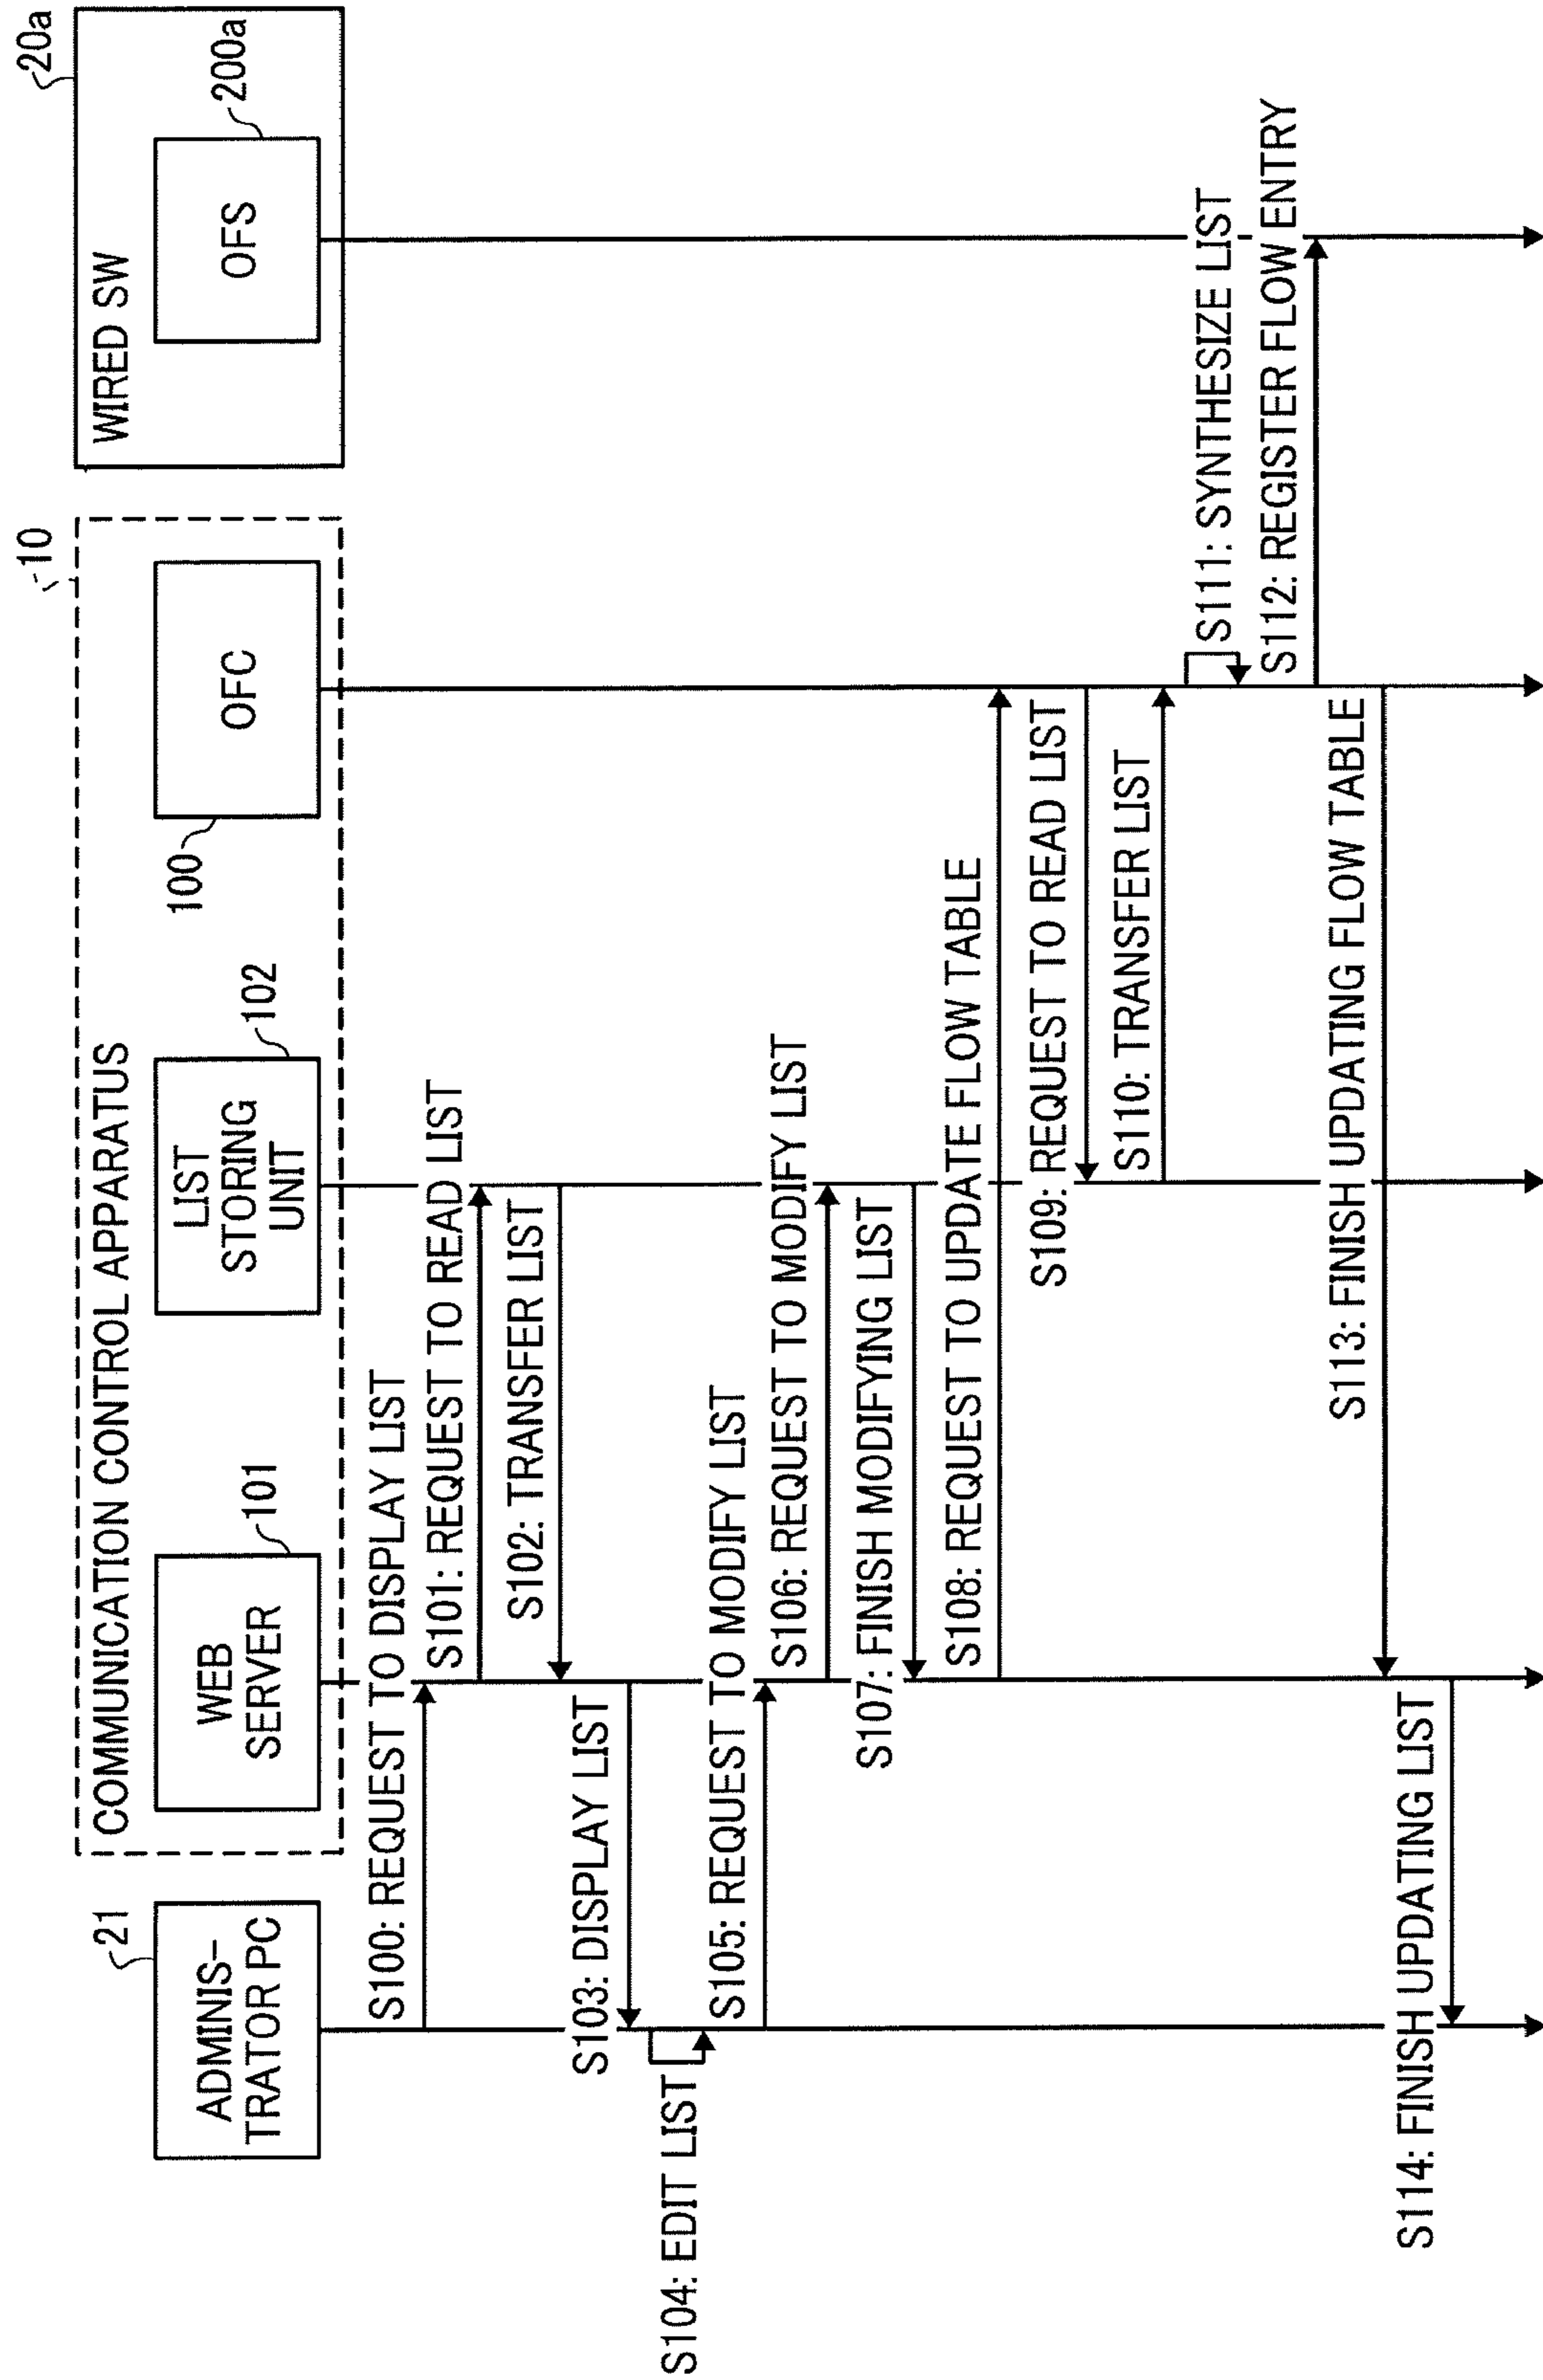 COMMUNICATION CONTROL APPARATUS
10
WIRED SW
20a
ADMINIS-
TRATOR PC
21
WEB
SERVER
101
LIST
STORING
UNIT
102
OFC
100
OFS
200a
S100: REQUEST TO DISPLAY LIST
S101: REQUEST TO READ LIST
S102: TRANSFER LIST
S103: DISPLAY LIST
S104: EDIT LIST
S105: REQUEST TO MODIFY LIST
S106: REQUEST TO MODIFY LIST
S107: FINISH MODIFYING LIST
S108: REQUEST TO UPDATE FLOW TABLE
S109: REQUEST TO READ LIST
S110: TRANSFER LIST
S111: SYNTHESIZE LIST
S112: REGISTER FLOW ENTRY
S113: FINISH UPDATING FLOW TABLE
S114: FINISH UPDATING LIST